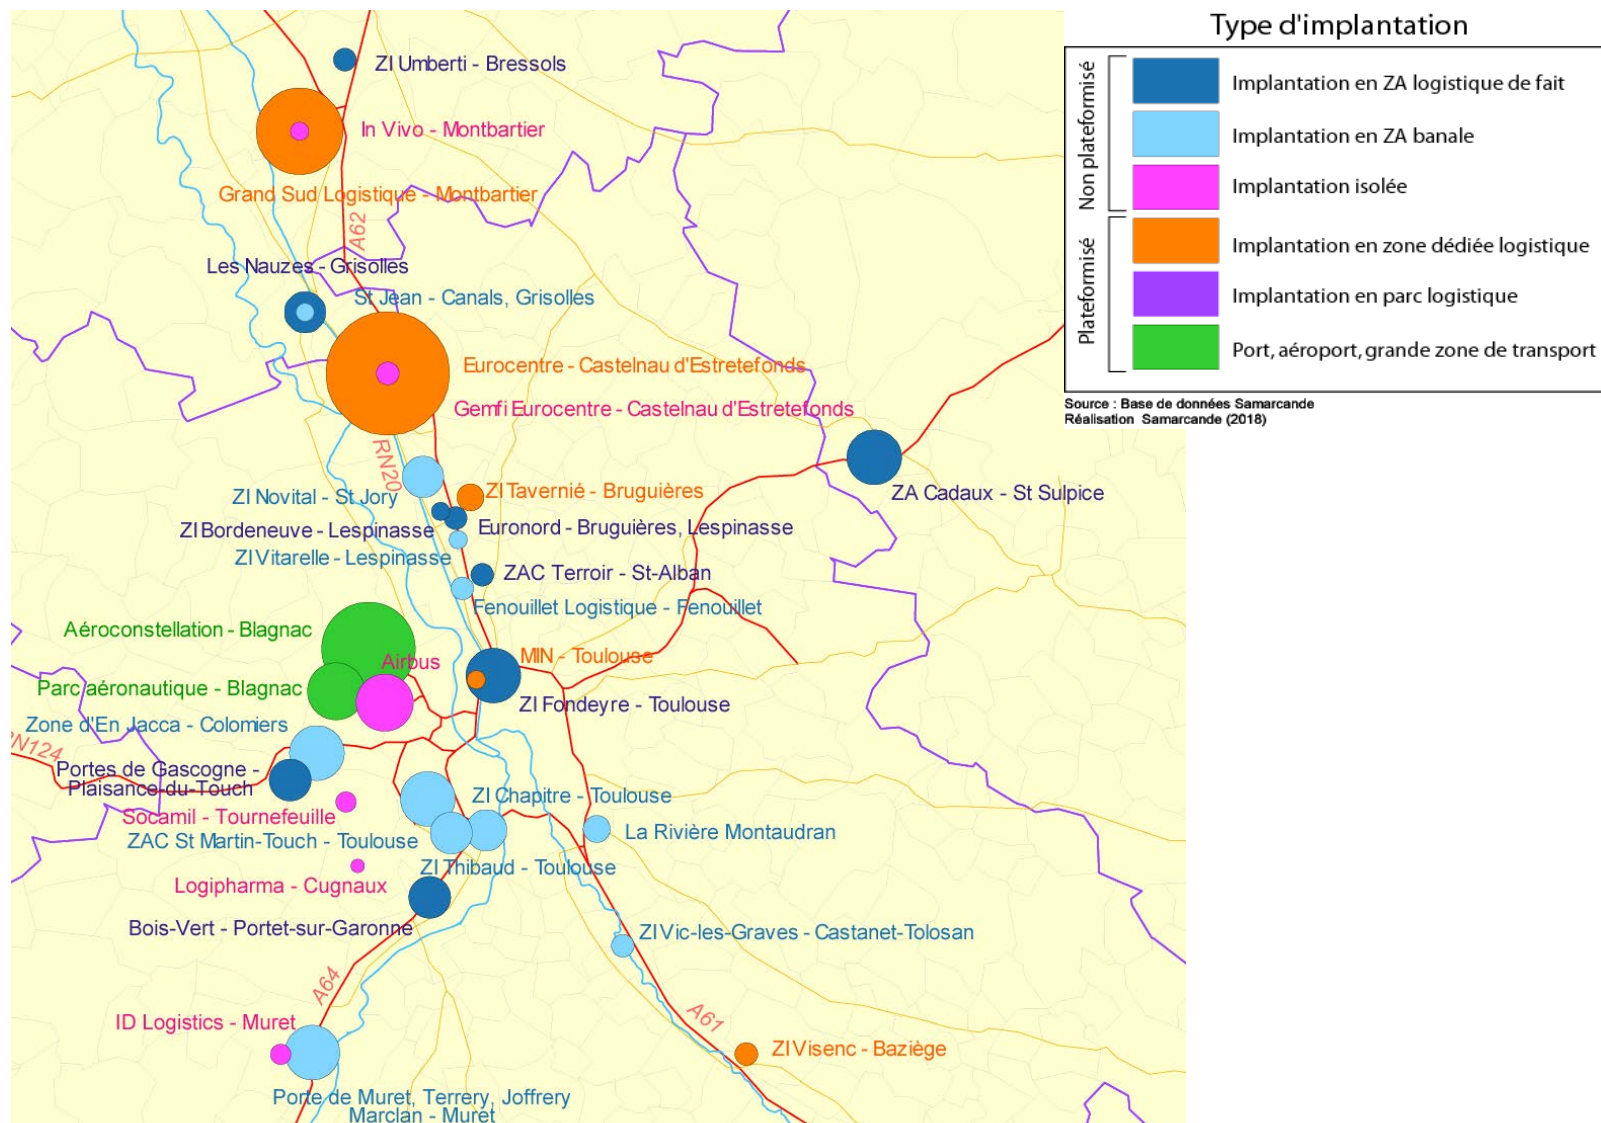 Type d'implantation
Non plateformisé
Implantation en ZA logistique de fait
Implantation en ZA banale
Implantation isolée
Plateformisé
Implantation en zone dédiée logistique
Implantation en parc logistique
Port, aéroport, grande zone de transport
Source : Base de données Samarcande
Réalisation Samarcande (2018)
ZI Umberti - Bressols
In Vivo - Montbartier
Grand Sud Logistique - Montbartier
A62
Les Nauzes - Grisolles
St Jean - Canals, Grisolles
Eurocentre - Castelnau d'Estretefonds
Gemfi Eurocentre - Castelnau d'Estretefonds
RN20
ZI Novital - St Jory
ZI Tavernié - Bruguières
ZA Cadaux - St Sulpice
ZI Bordeneuve - Lespinasse
Euronord - Bruguières, Lespinasse
ZI Vitarelle - Lespinasse
ZAC Terroir - St-Alban
Fenouillet Logistique - Fenouillet
Aéroconstellation - Blagnac
Airbus
MIN - Toulouse
Parc aéronautique - Blagnac
ZI Fondeyre - Toulouse
Zone d'En Jacca - Colomiers
RN124
Portes de Gascogne -
Plaisance-du-Touch
ZI Chapitre - Toulouse
Socamil - Tournefeuille
La Rivière Montaudran
ZAC St Martin-Touch - Toulouse
ZI Thibaud - Toulouse
Logipharma - Cugnaux
Bois-Vert - Portet-sur-Garonne
ZI Vic-les-Graves - Castanet-Tolosan
A64
A61
ID Logistics - Muret
ZI Visenc - Baziège
Porte de Muret, Terrery, Joffrery
Marclan - Muret